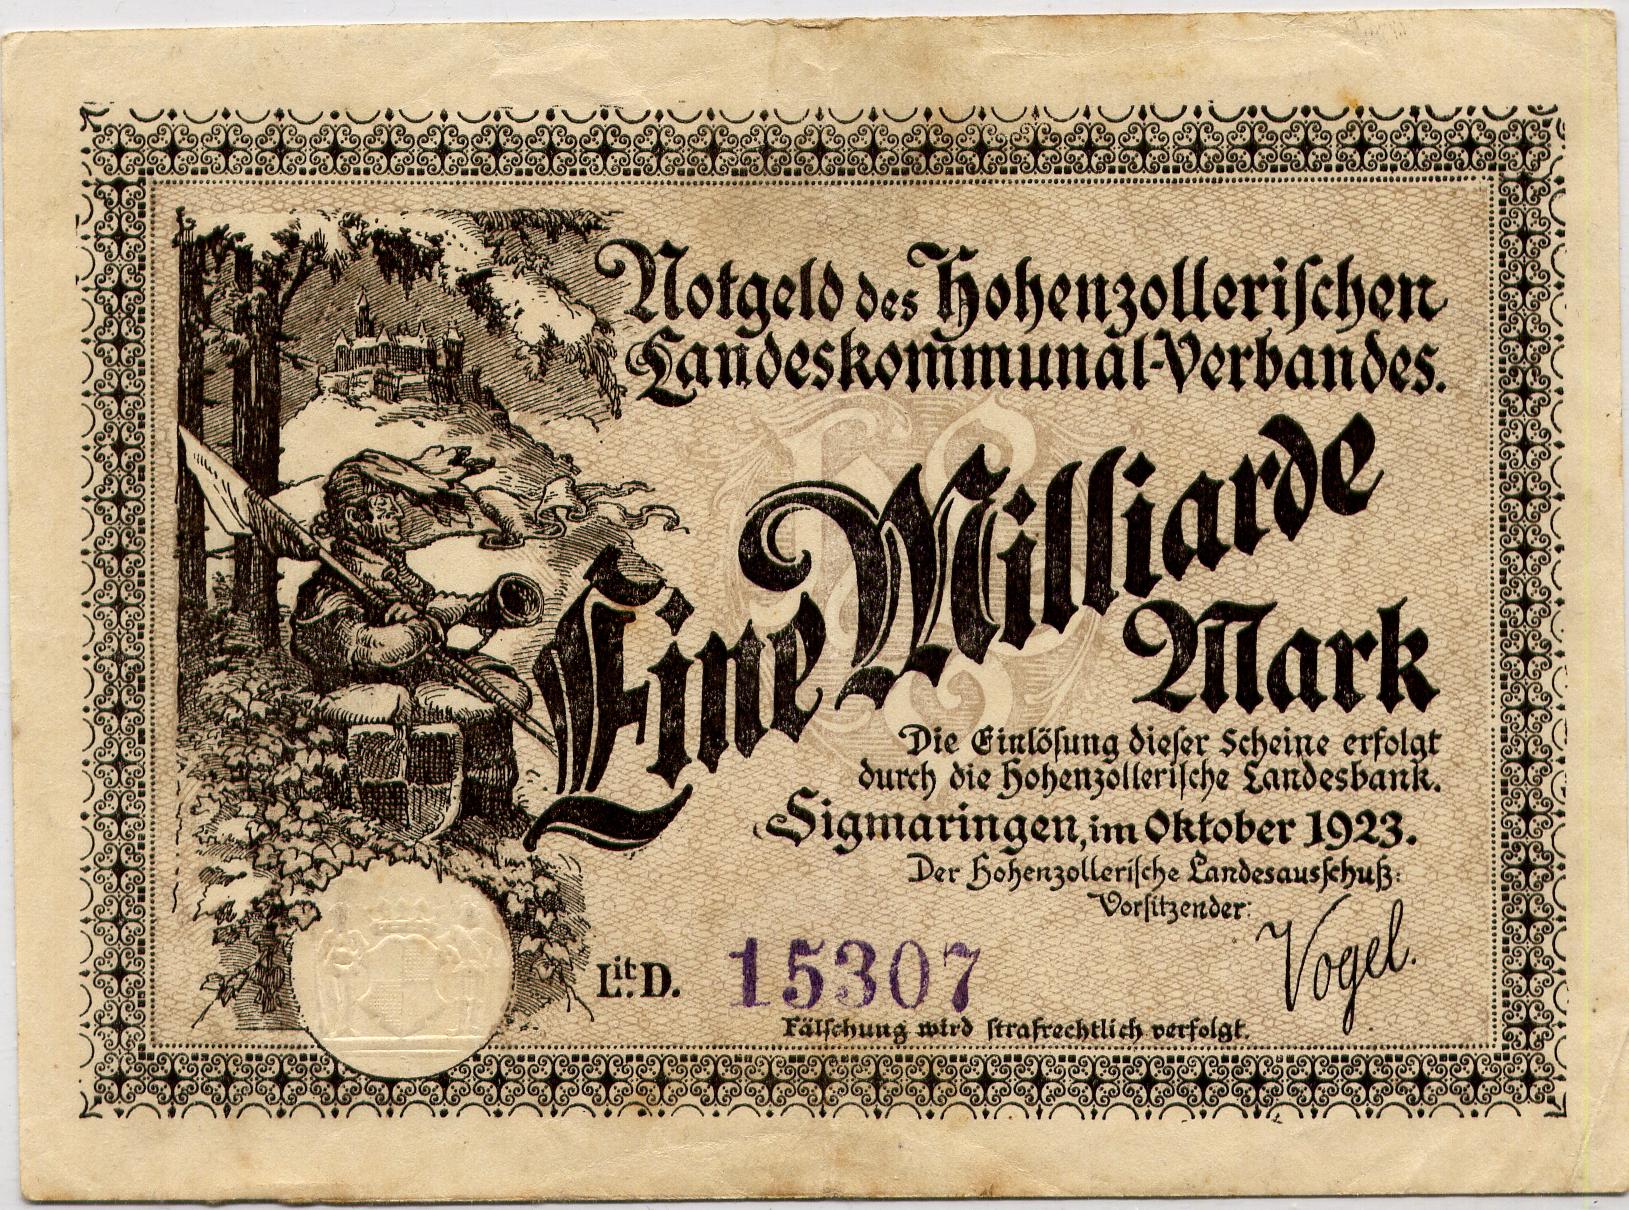 Notgeld des Hohenzollerischen
Landeskommunal-Verbandes.
Eine Milliarde
Mark
Die Einlösung dieser Scheine erfolgt
durch die Hohenzollerische Landesbank.
Sigmaringen, im Oktober 1923.
Der Hohenzollerische Landesausschuß:
Vorsitzender:
Vogel.
Lit. D. 15307
Fälschung wird strafrechtlich verfolgt.